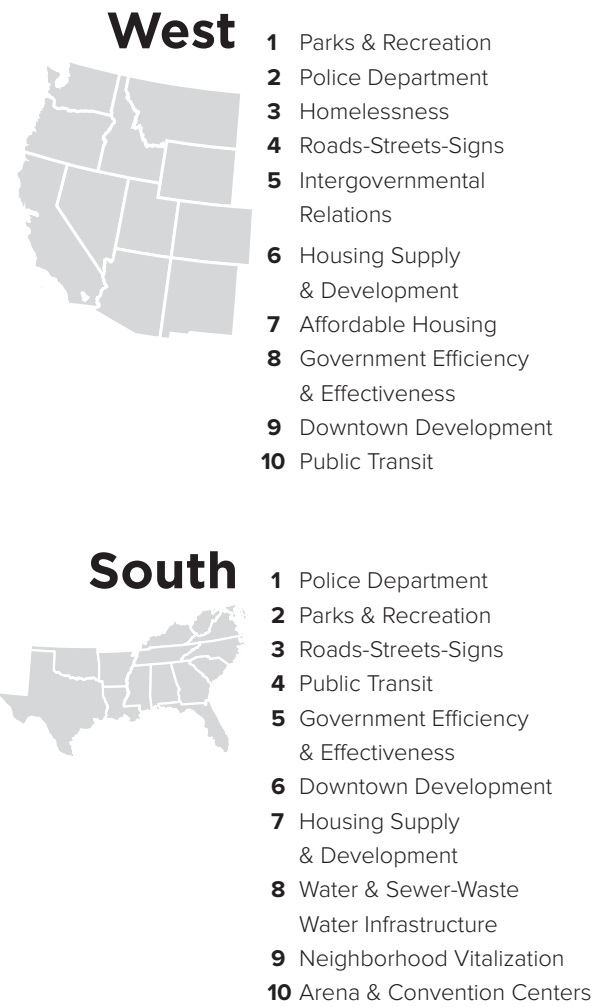 West
1 Parks & Recreation
2 Police Department
3 Homelessness
4 Roads-Streets-Signs
5 Intergovernmental
Relations
6 Housing Supply
& Development
7 Affordable Housing
8 Government Efficiency
& Effectiveness
9 Downtown Development
10 Public Transit
South
1 Police Department
2 Parks & Recreation
3 Roads-Streets-Signs
4 Public Transit
5 Government Efficiency
& Effectiveness
6 Downtown Development
7 Housing Supply
& Development
8 Water & Sewer-Waste
Water Infrastructure
9 Neighborhood Vitalization
10 Arena & Convention Centers